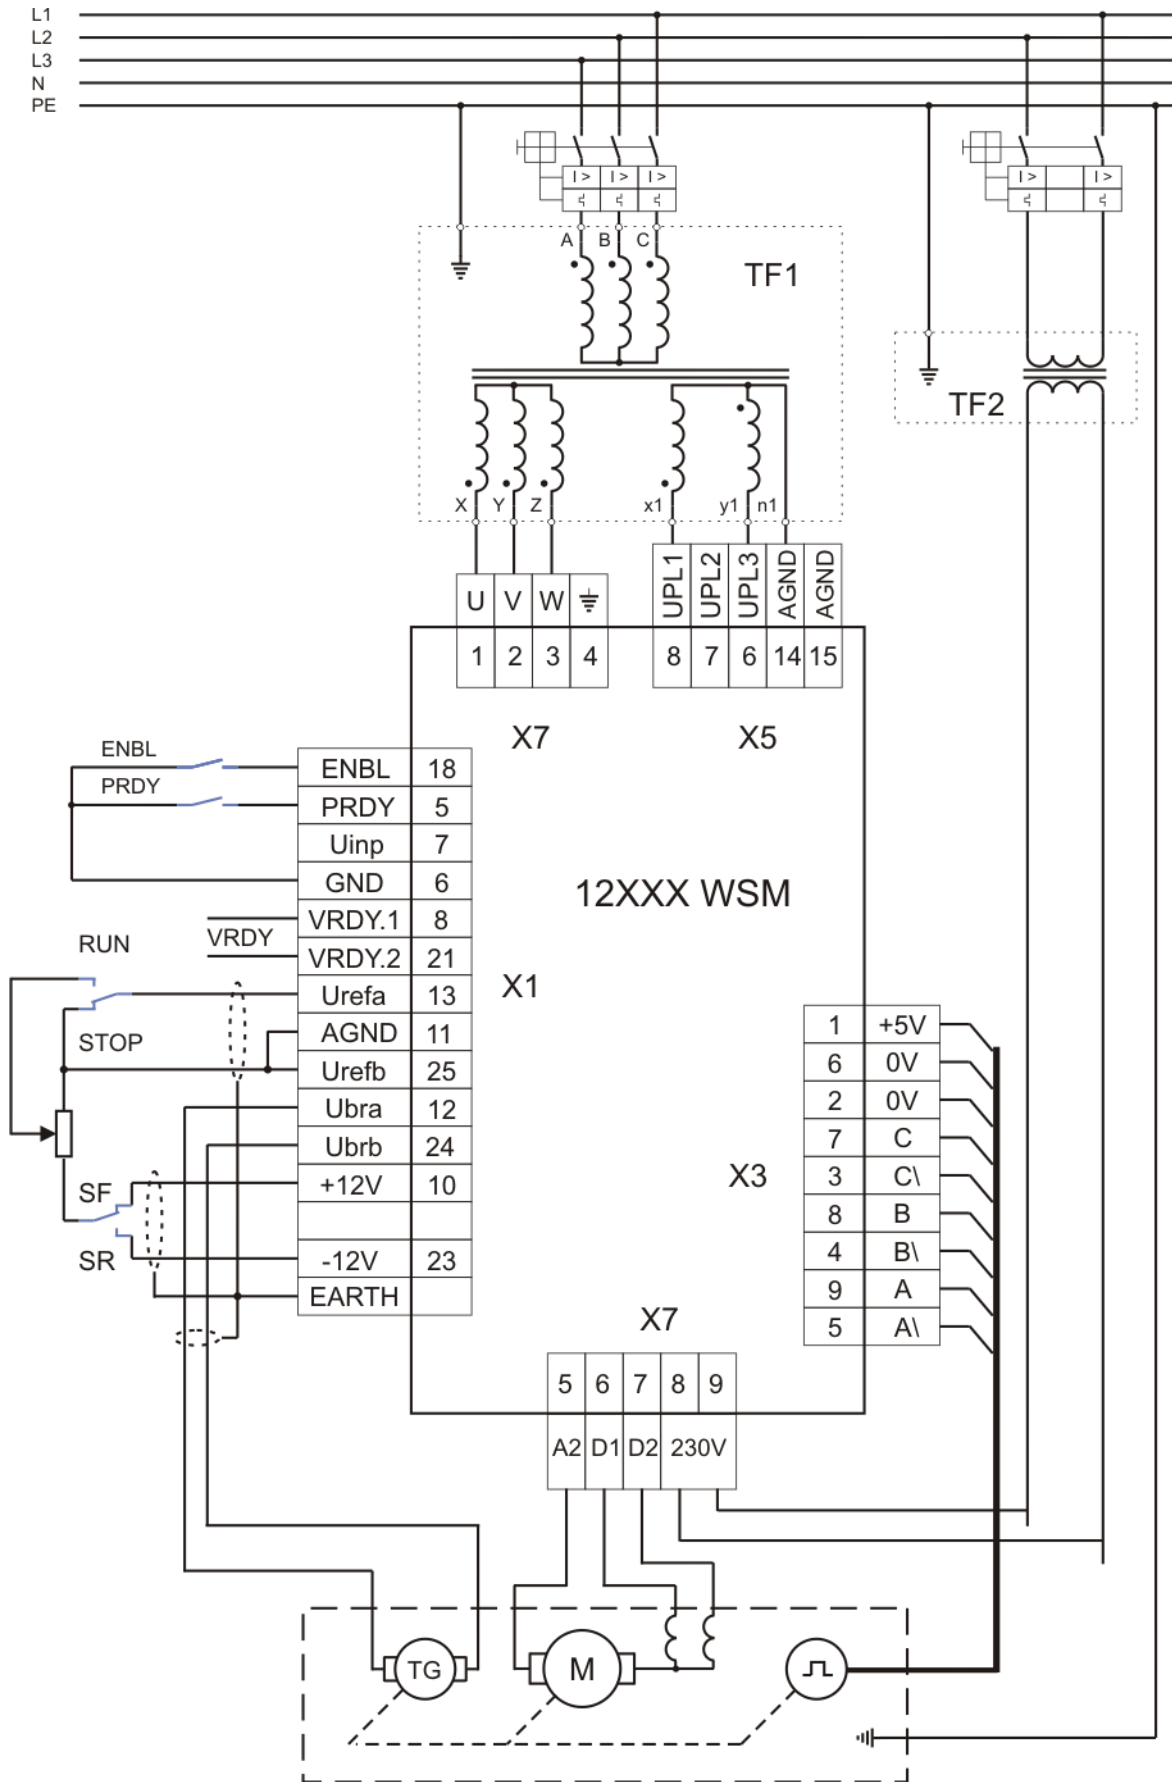 L1
L2
L3
N
PE
I > I > I >
I > I >
A B C
TF1
TF2
X Y Z x1 y1 n1
U V W UPL1 UPL2 UPL3 AGND AGND
1 2 3 4 8 7 6 14 15
X7 X5
ENBL
ENBL 18
PRDY
PRDY 5
Uinp 7
GND 6
12XXX WSM
VRDY.1 8
VRDY
VRDY.2 21
RUN
X1
Urefa 13
STOP
AGND 11
Urefb 25
Ubra 12
Ubrb 24
SF
+12V 10
SR
-12V 23
EARTH
1 +5V
6 0V
2 0V
7 C
X3
3 C\
8 B
4 B\
9 A
5 A\
X7
5 6 7 8 9
A2 D1 D2 230V
TG M